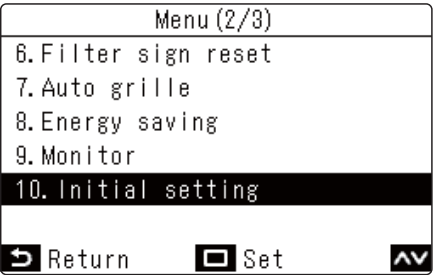 Menu(2/3)
6.Filter sign reset
7.Auto grille
8.Energy saving
9.Monitor
10.Initial setting
Return Set